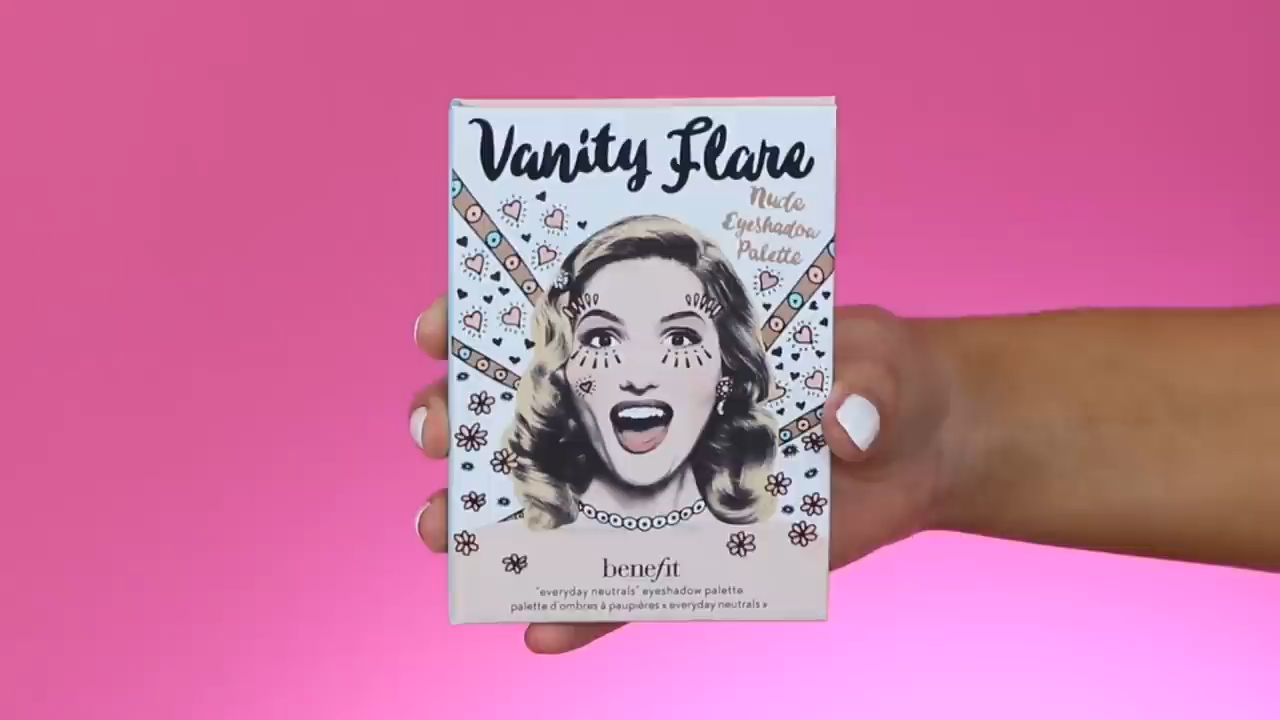 Vanity Flare
Nude
Eyeshadow
Palette
benefit
"everyday neutrals" eyeshadow palette
palette d'ombres à paupières « everyday neutrals »